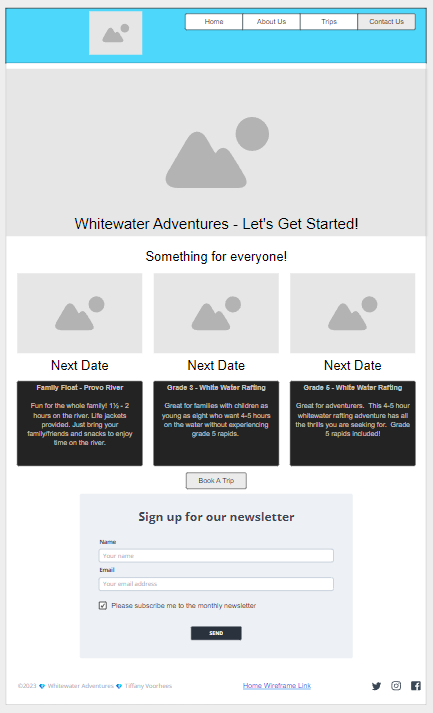 Home About Us Trips Contact Us
Whitewater Adventures - Let's Get Started!
Something for everyone!
Next Date Next Date Next Date
Family Float - Provo River
Fun for the whole family! 1½ - 2
hours on the river. Life jackets
provided. Just bring your
family/friends and snacks to enjoy
time on the river.
Grade 3 - White Water Rafting
Great for families with children as
young as eight who want 4-5 hours
on the water without experiencing
grade 5 rapids.
Grade 5 - White Water Rafting
Great for adventurers. This 4-5 hour
whitewater rafting adventure has all
the thrills you are seeking for. Grade
5 rapids included!
Book A Trip
Sign up for our newsletter
Name
Your name
Email
Your email address
Please subscribe me to the monthly newsletter
SEND
©2023 Whitewater Adventures Tiffany Voorhees
Home Wireframe Link